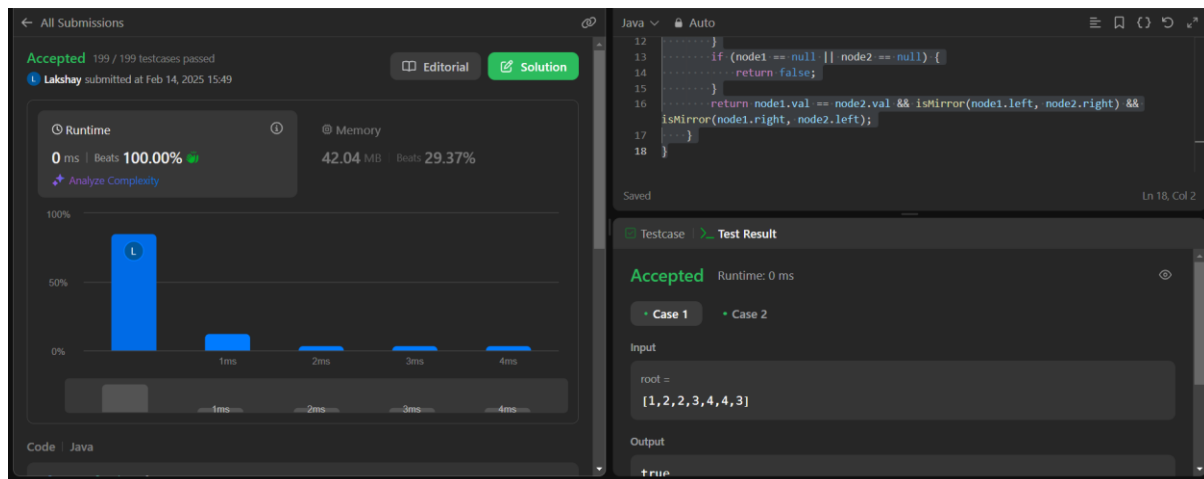 All Submissions
Accepted 199 / 199 testcases passed
L Lakshay submitted at Feb 14, 2025 15:49
Editorial
Solution
Runtime
0 ms | Beats 100.00%
Analyze Complexity
Memory
42.04 MB | Beats 29.37%
100%
50%
0%
L
1ms 2ms 3ms 4ms
1ms 2ms 3ms 4ms
Code | Java
Java Auto
12 }
13 if (node1 == null || node2 == null) {
14 return false;
15 }
16 return node1.val == node2.val && isMirror(node1.left, node2.right) &&
isMirror(node1.right, node2.left);
17 }
18 }
Saved
Ln 18, Col 2
Testcase | >_ Test Result
Accepted Runtime: 0 ms
• Case 1 • Case 2
Input
root =
[1,2,2,3,4,4,3]
Output
true